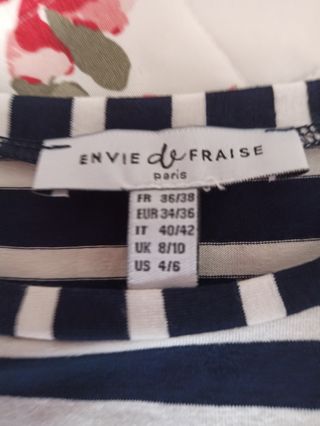 ENVIE de FRAISE
paris
FR 36/38
EUR 34/36
IT 40/42
UK 8/10
US 4/6